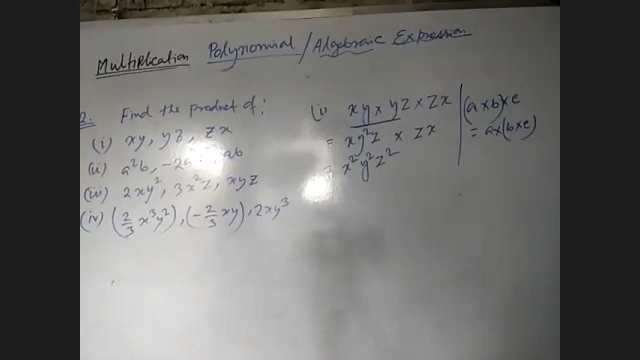 Multiplication Polynomial / Algebraic Expression
2. Find the product of:
(i) xy, yz, zx
(ii) a²b, -2a , ab
(iii) 2xy², 3x²z, xyz
(iv) (2/3 x³y²), (-2/3 xy), 2xy³
(i) xy × yz × zx
= xy²z × zx
= x²y²z²
(a×b)×c
= a×(b×c)